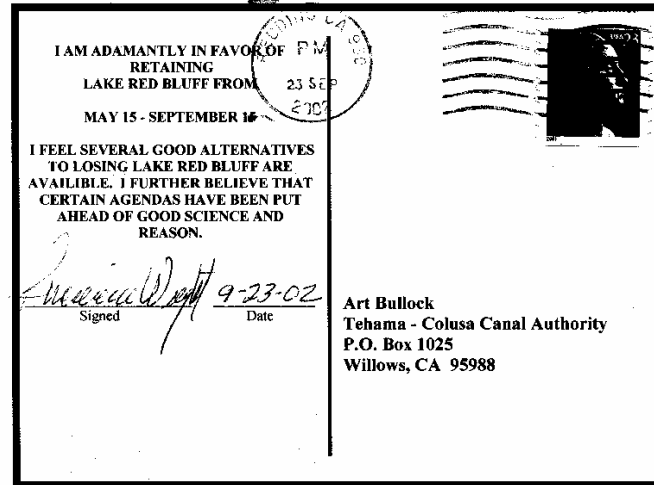 I AM ADAMANTLY IN FAVOR OF
RETAINING
LAKE RED BLUFF FROM
MAY 15 - SEPTEMBER
I FEEL SEVERAL GOOD ALTERNATIVES
TO LOSING LAKE RED BLUFF ARE
AVAILIBLE. I FURTHER BELIEVE THAT
CERTAIN AGENDAS HAVE BEEN PUT
AHEAD OF GOOD SCIENCE AND
REASON.
9-23-02
Signed Date
REDDING CA 960
PM
23 SEP
2002
Art Bullock
Tehama - Colusa Canal Authority
P.O. Box 1025
Willows, CA 95988